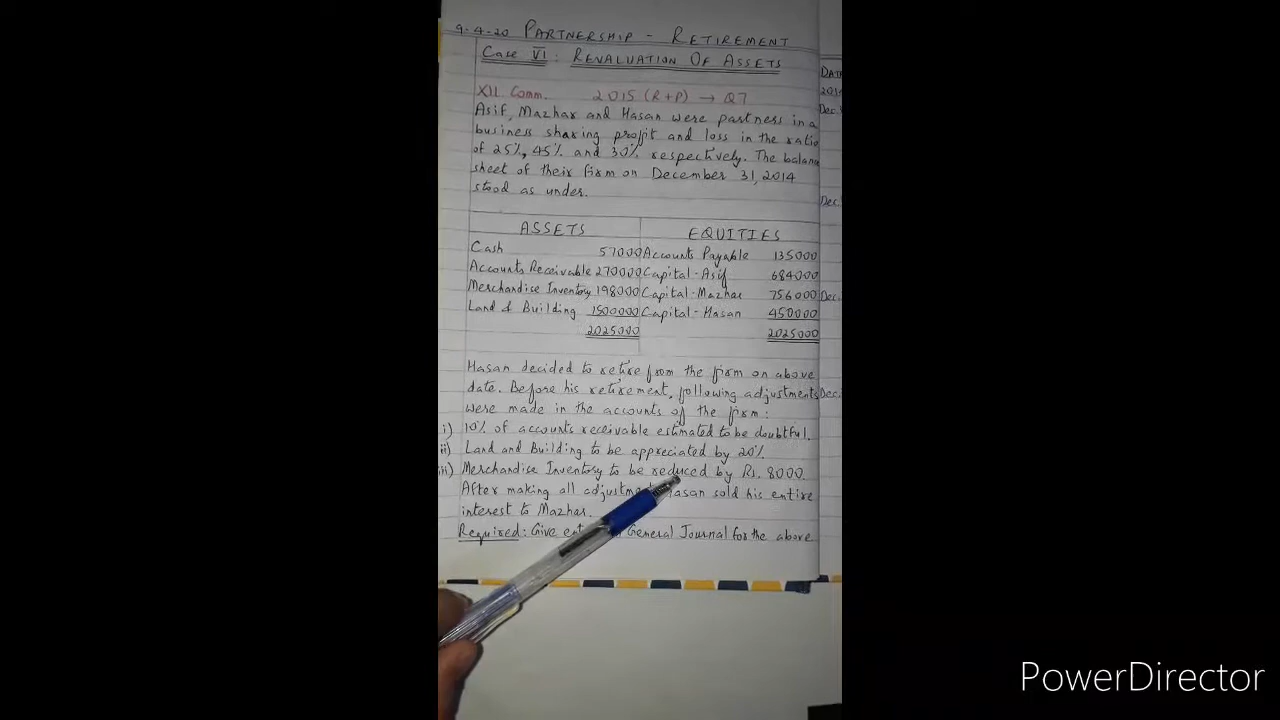 9-4-20 PARTNERSHIP - RETIREMENT
Case VI : REVALUATION OF ASSETS
XII Comm. 2015 (R+P) → Q7
Asif, Mazhar and Hasan were partners in a
business sharing profit and loss in the ratio
of 25%, 45% and 30% respectively. The balance
sheet of their firm on December 31, 2014
stood as under.
ASSETS EQUITIES
Cash 57000 Accounts Payable 135000
Accounts Receivable 270000 Capital-Asif 684000
Merchandise Inventory 198000 Capital-Mazhar 756000
Land & Building 1500000 Capital-Hasan 450000
2025000 2025000
Hasan decided to retire from the firm on above
date. Before his retirement, following adjustments
were made in the accounts of the firm:
i) 10% of accounts receivable estimated to be doubtful.
ii) Land and Building to be appreciated by 20%.
iii) Merchandise Inventory to be reduced by Rs. 8000.
After making all adjustment Hasan sold his entire
interest to Mazhar.
Required: Give General Journal for the above
DAT
201
Dec.
Dec.
Dec.
Dec.
PowerDirector